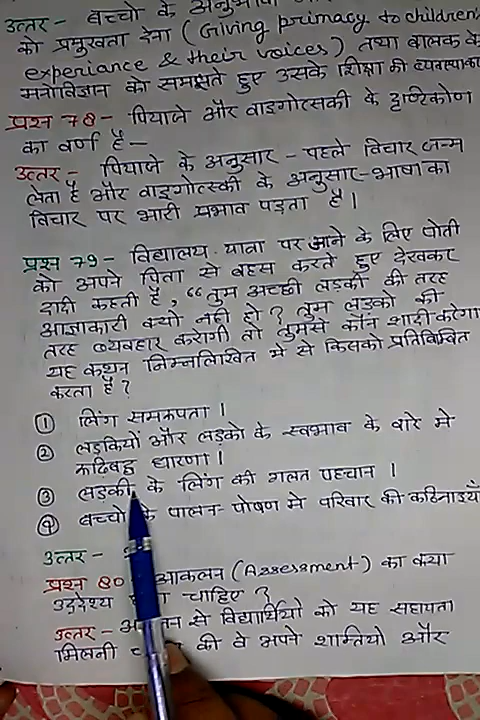 उत्तर - बच्चो के अनुभवो
को प्रमुखता देना (Giving primacy to children's
experiance & their voices) तथा बालक के
मनोविज्ञान को समझते हुए उसके शिक्षा की व्यवस्था का
प्रश्न 78 - पियाजे और वाइगोत्सकी के दृष्टिकोण
का वर्ण है -
उत्तर - पियाजे के अनुसार - पहले विचार जन्म
लेता है और वाइगोत्स्की के अनुसार - भाषा का
विचार पर भारी प्रभाव पड़ता है।
प्रश्न 79 - विद्यालय यात्रा पर जाने के लिए पोती
को अपने पिता से बहस करते हुए देखकर
दादी कहती है, "तुम अच्छी लड़की की तरह
आज्ञाकारी क्यो नही हो? तुम लड़को की
तरह व्यवहार करोगी तो तुमसे कौन शादी करेगा
यह कथन निम्नलिखित मे से किसको प्रतिबिम्बित
करता है?
① लिंग समरूपता।
② लड़कियों और लड़को के स्वभाव के बारे मे
रूढ़िबद्ध धारणा।
③ लड़की के लिंग की गलत पहचान।
④ बच्चो के पालन-पोषण मे परिवार की कठिनाइयाँ
उत्तर -
प्रश्न 80 आकलन (Assessment) का क्या
उद्देश्य चाहिए?
उत्तर - से विद्यार्थियो को यह सहायता
मिलनी की वे अपने शक्तियो और